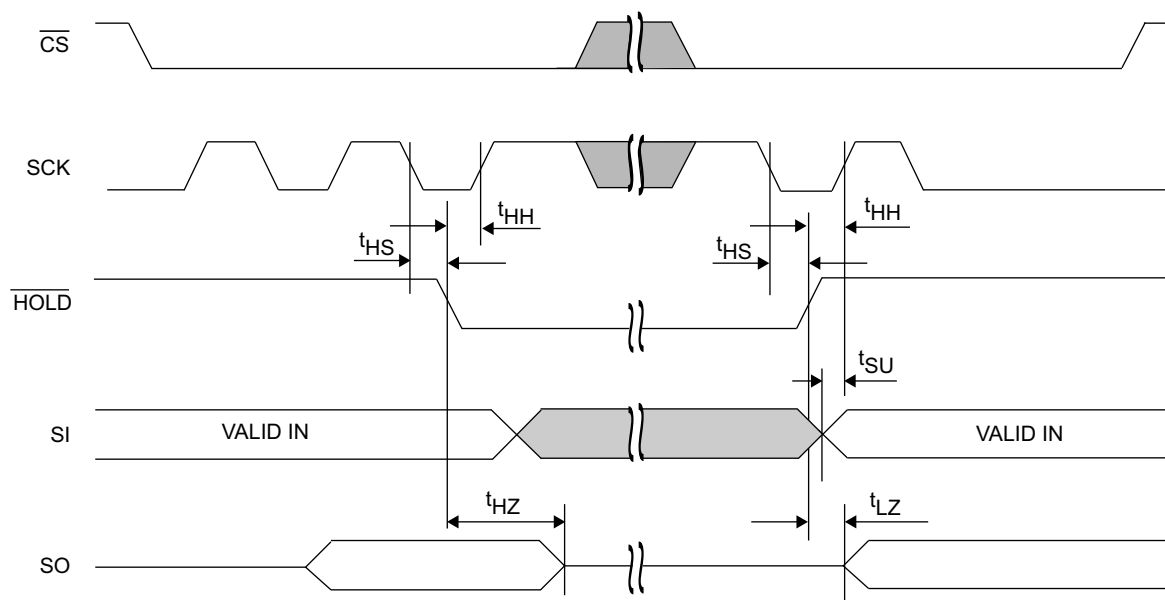 CS
SCK
tHH
tHH
tHS
tHS
HOLD
tSU
SI
VALID IN
VALID IN
tHZ
tLZ
SO